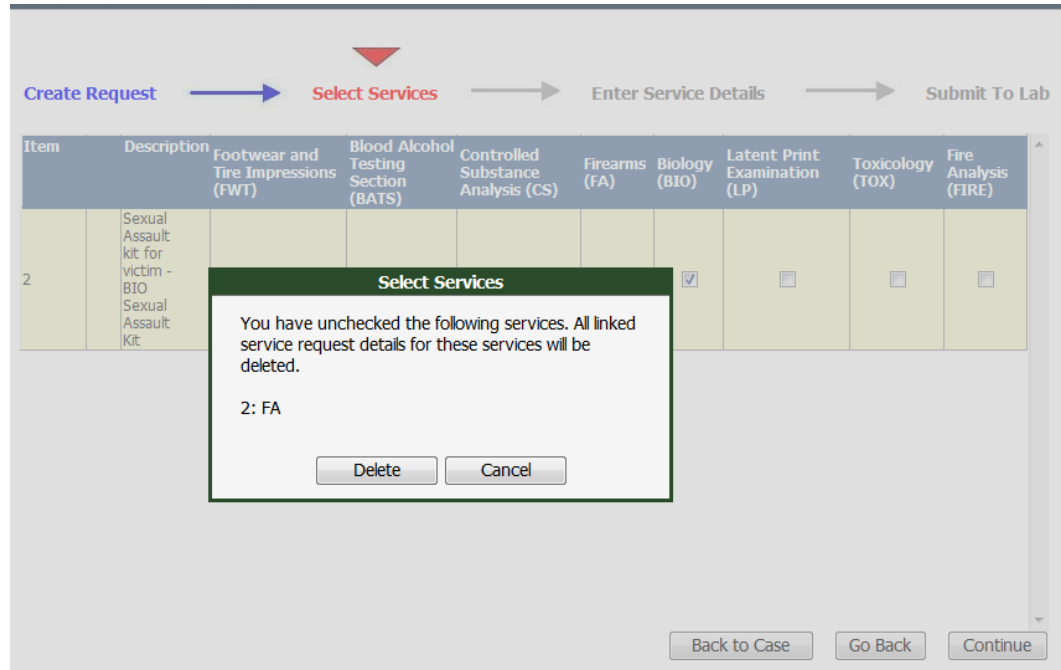 Create Request
Select Services
Enter Service Details
Submit To Lab
Item
Description
Footwear and
Tire Impressions
(FWT)
Blood Alcohol
Testing
Section
(BATS)
Controlled
Substance
Analysis (CS)
Firearms
(FA)
Biology
(BIO)
Latent Print
Examination
(LP)
Toxicology
(TOX)
Fire
Analysis
(FIRE)
2
Sexual
Assault
kit for
victim -
BIO
Sexual
Assault
Kit
Select Services
You have unchecked the following services. All linked
service request details for these services will be
deleted.
2: FA
Delete
Cancel
Back to Case
Go Back
Continue